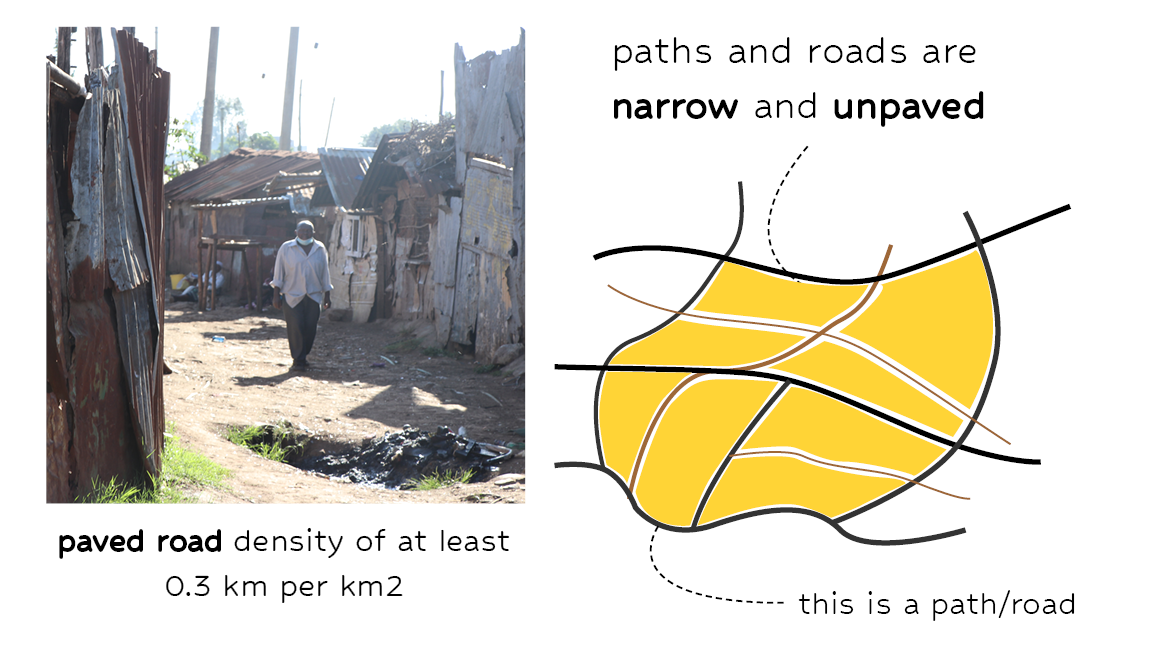 paths and roads are
narrow and unpaved
paved road density of at least
0.3 km per km2
this is a path/road